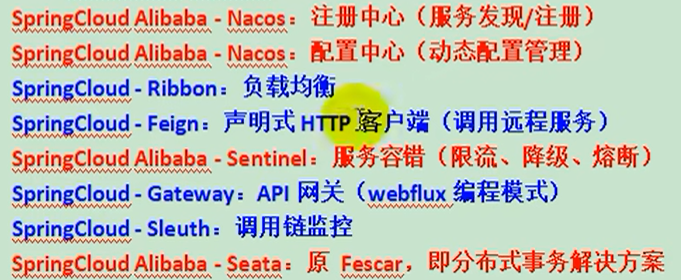 SpringCloud Alibaba - Nacos：注册中心（服务发现/注册）
SpringCloud Alibaba - Nacos：配置中心（动态配置管理）
SpringCloud - Ribbon：负载均衡
SpringCloud - Feign：声明式 HTTP 客户端（调用远程服务）
SpringCloud Alibaba - Sentinel：服务容错（限流、降级、熔断）
SpringCloud - Gateway：API 网关（webflux 编程模式）
SpringCloud - Sleuth：调用链监控
SpringCloud Alibaba - Seata：原 Fescar，即分布式事务解决方案